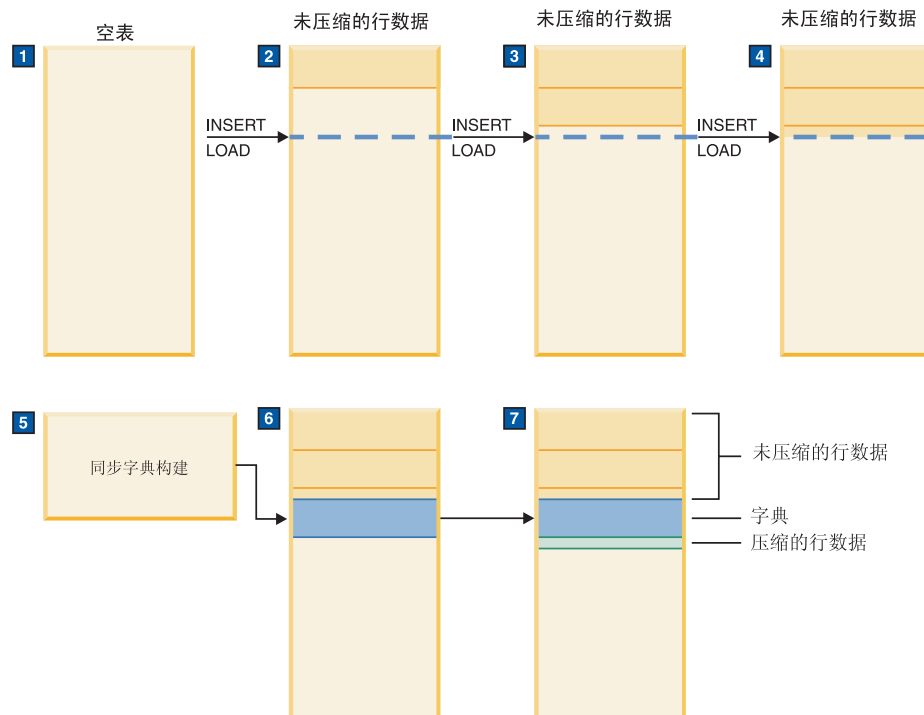 空表
未压缩的行数据
未压缩的行数据
未压缩的行数据
1
2
3
4
INSERT
LOAD
INSERT
LOAD
INSERT
LOAD
5
6
7
同步字典构建
未压缩的行数据
字典
压缩的行数据